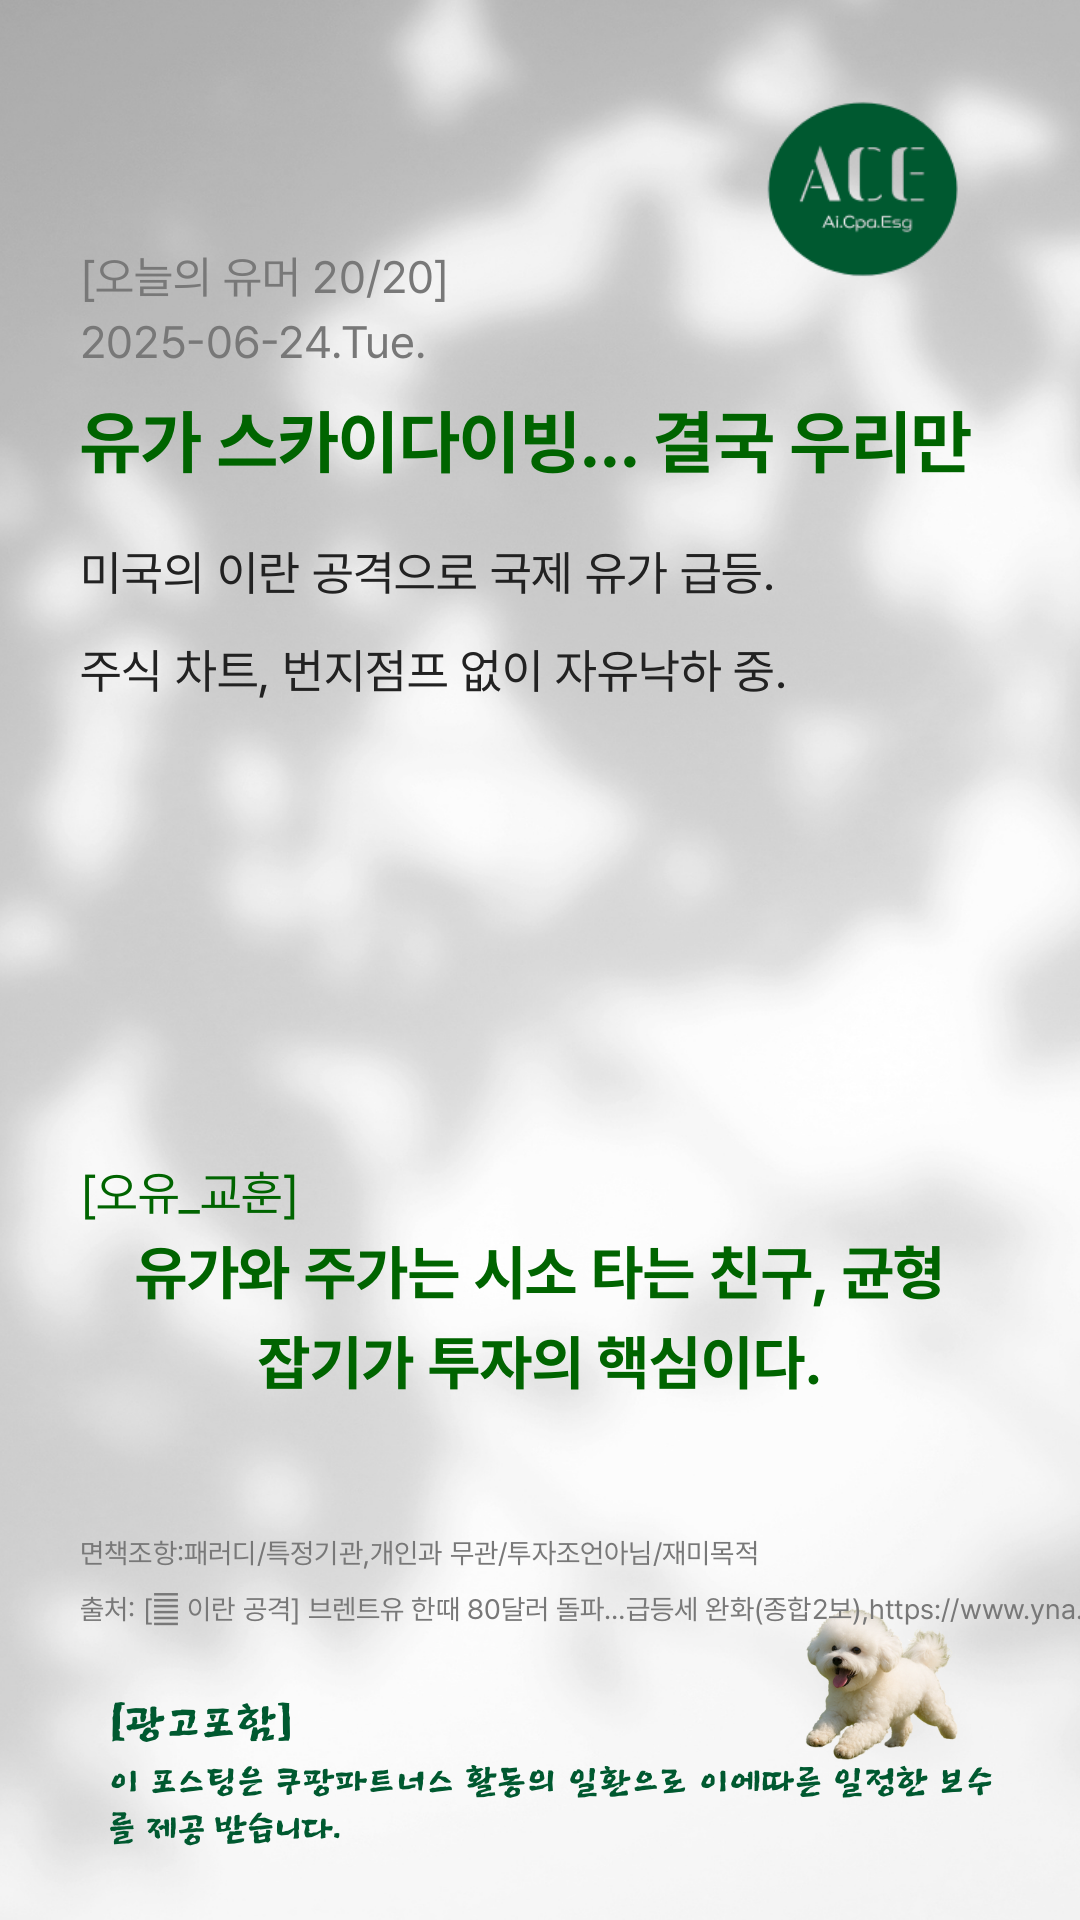 ACE
Ai.Cpa.Esg
[오늘의 유머 20/20]
2025-06-24.Tue.
유가 스카이다이빙... 결국 우리만
미국의 이란 공격으로 국제 유가 급등.
주식 차트, 번지점프 없이 자유낙하 중.
[오유_교훈]
유가와 주가는 시소 타는 친구, 균형
잡기가 투자의 핵심이다.
면책조항:패러디/특정기관,개인과 무관/투자조언아님/재미목적
출처: [ 이란 공격] 브렌트유 한때 80달러 돌파...급등세 완화(종합2보),https://www.yna.
[광고포함]
이 포스팅은 쿠팡파트너스 활동의 일환으로 이에따른 일정한 보수
를 제공 받습니다.